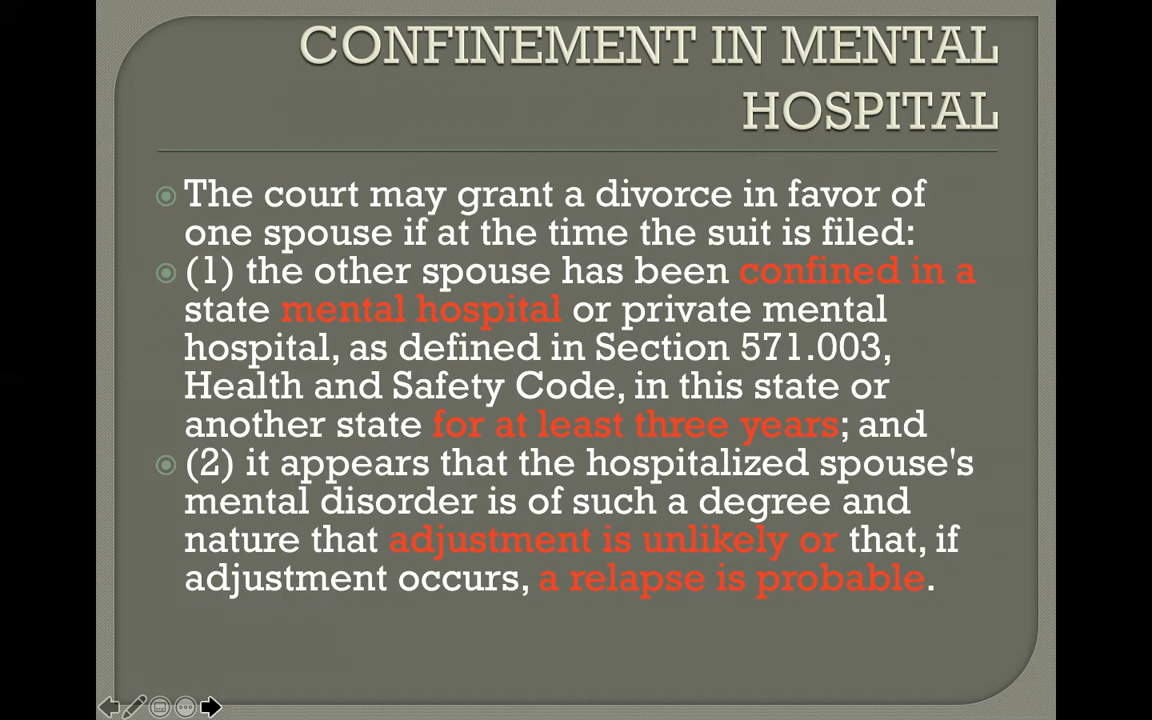 CONFINEMENT IN MENTAL
HOSPITAL
The court may grant a divorce in favor of
one spouse if at the time the suit is filed:
(1) the other spouse has been confined in a
state mental hospital or private mental
hospital, as defined in Section 571.003,
Health and Safety Code, in this state or
another state for at least three years; and
(2) it appears that the hospitalized spouse's
mental disorder is of such a degree and
nature that adjustment is unlikely or that, if
adjustment occurs, a relapse is probable.